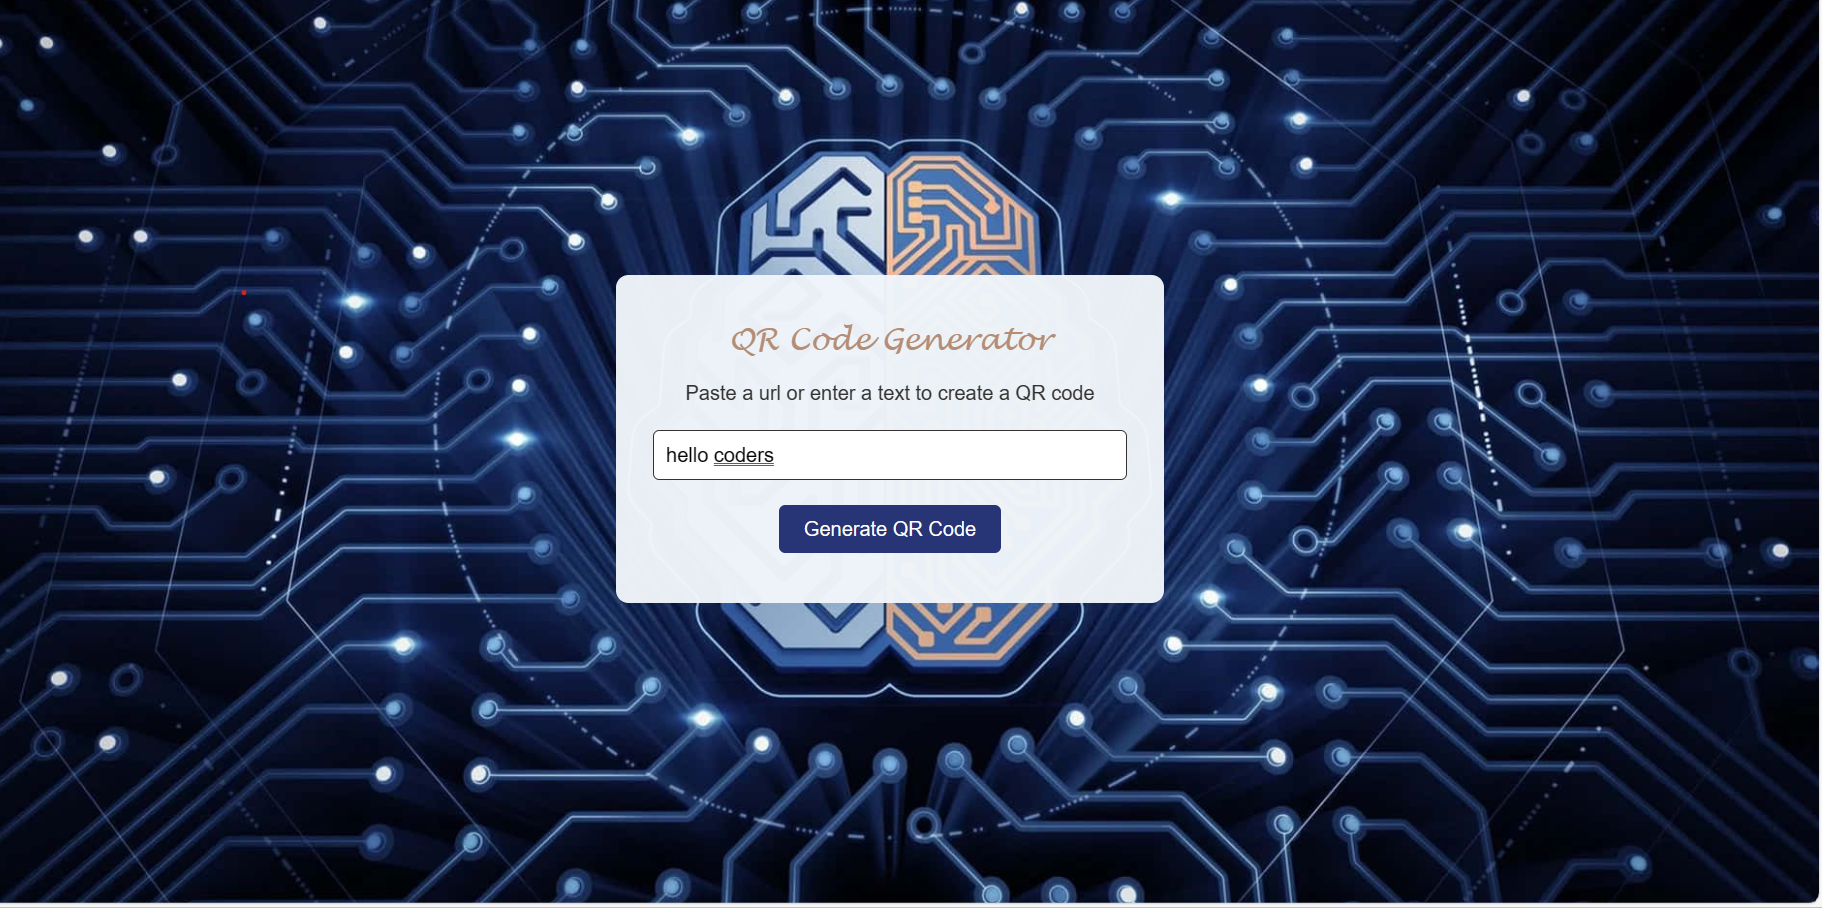 QR Code Generator
Paste a url or enter a text to create a QR code
hello coders
Generate QR Code